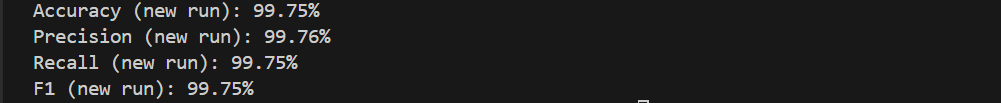 Accuracy (new run): 99.75%
Precision (new run): 99.76%
Recall (new run): 99.75%
F1 (new run): 99.75%